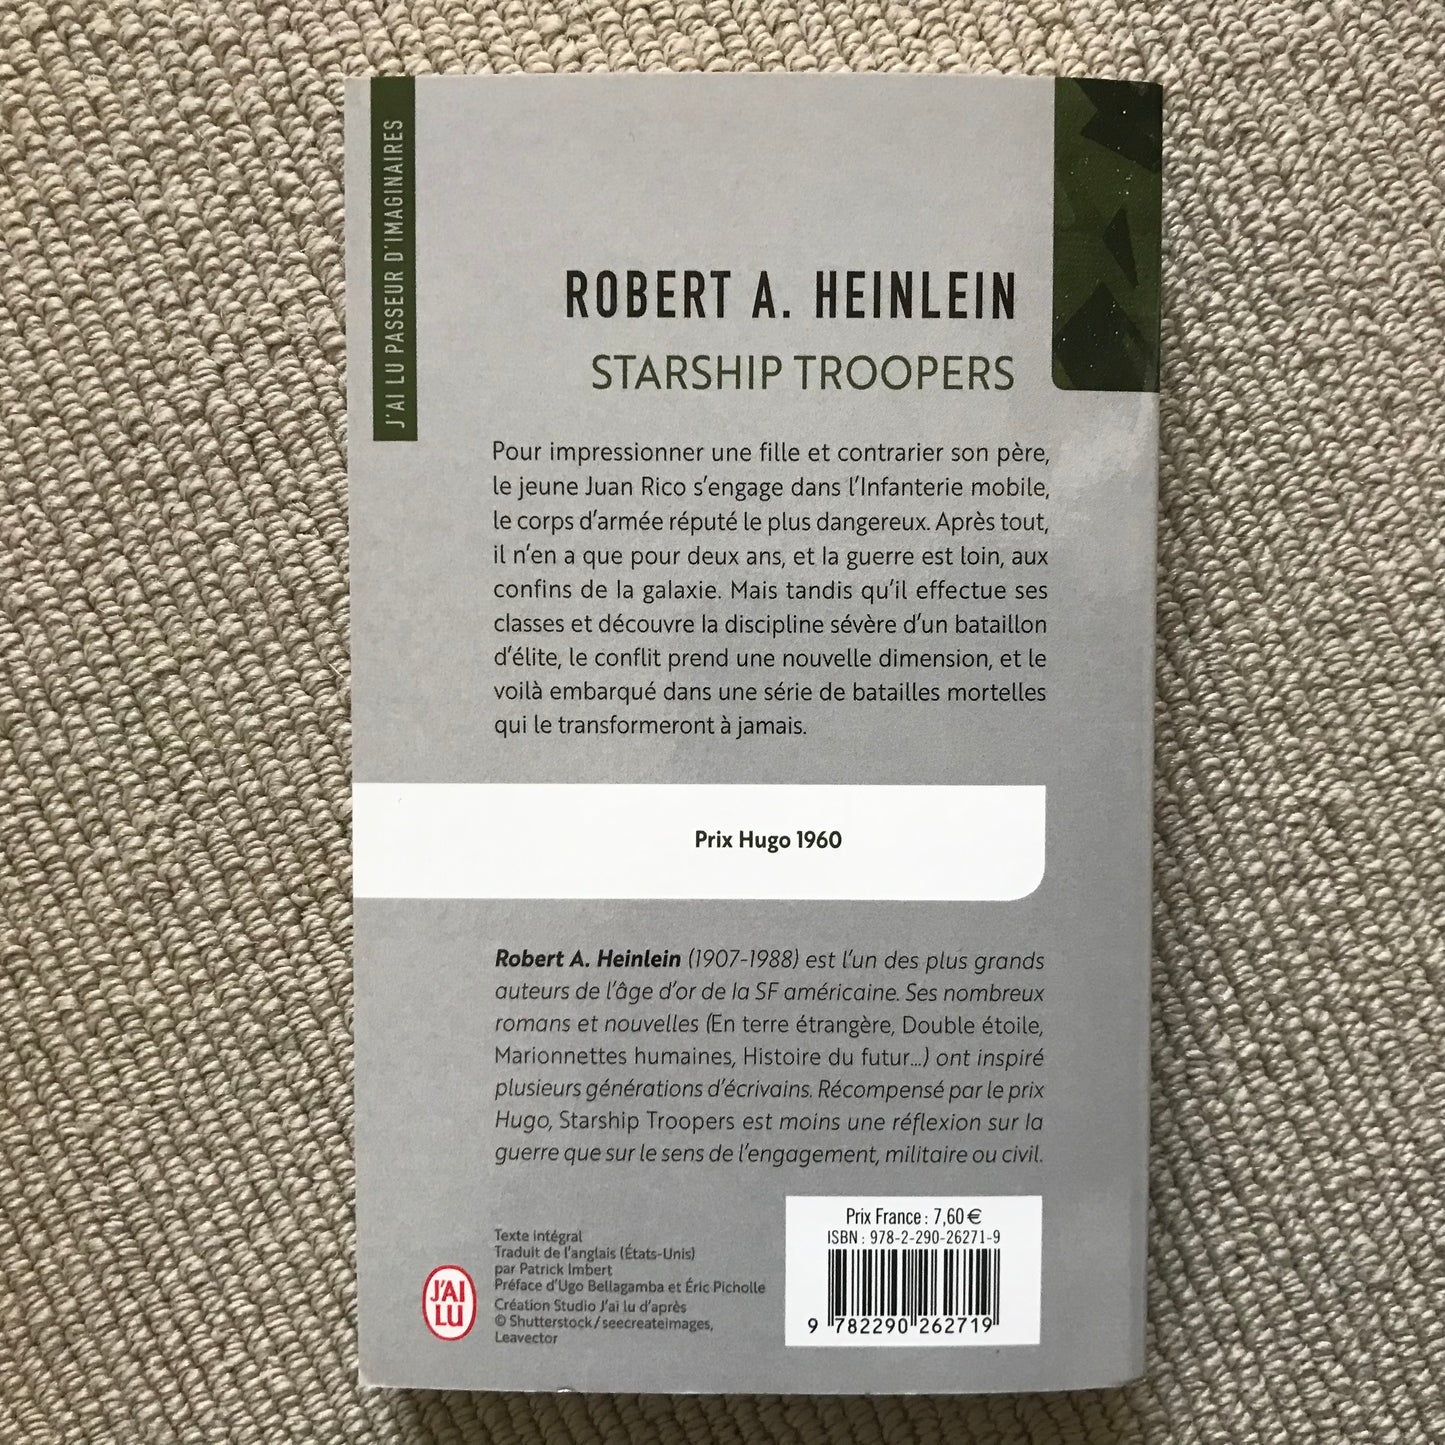 J'AI LU PASSEUR D'IMAGINAIRES
ROBERT A. HEINLEIN
STARSHIP TROOPERS
Pour impressionner une fille et contrarier son père,
le jeune Juan Rico s'engage dans l'Infanterie mobile,
le corps d'armée réputé le plus dangereux. Après tout,
il n'en a que pour deux ans, et la guerre est loin, aux
confins de la galaxie. Mais tandis qu'il effectue ses
classes et découvre la discipline sévère d'un bataillon
d'élite, le conflit prend une nouvelle dimension, et le
voilà embarqué dans une série de batailles mortelles
qui le transformeront à jamais.
Prix Hugo 1960
Robert A. Heinlein (1907-1988) est l'un des plus grands
auteurs de l'âge d'or de la SF américaine. Ses nombreux
romans et nouvelles (En terre étrangère, Double étoile,
Marionnettes humaines, Histoire du futur...) ont inspiré
plusieurs générations d'écrivains. Récompensé par le prix
Hugo, Starship Troopers est moins une réflexion sur la
guerre que sur le sens de l'engagement, militaire ou civil.
Texte intégral
Traduit de l'anglais (États-Unis)
par Patrick Imbert
Préface d'Ugo Bellagamba et Éric Picholle
Création Studio J'ai lu d'après
© Shutterstock / seecreateimages,
Leavector
J'AI
LU
Prix France : 7,60 €
ISBN : 978-2-290-26271-9
9 782290 262719